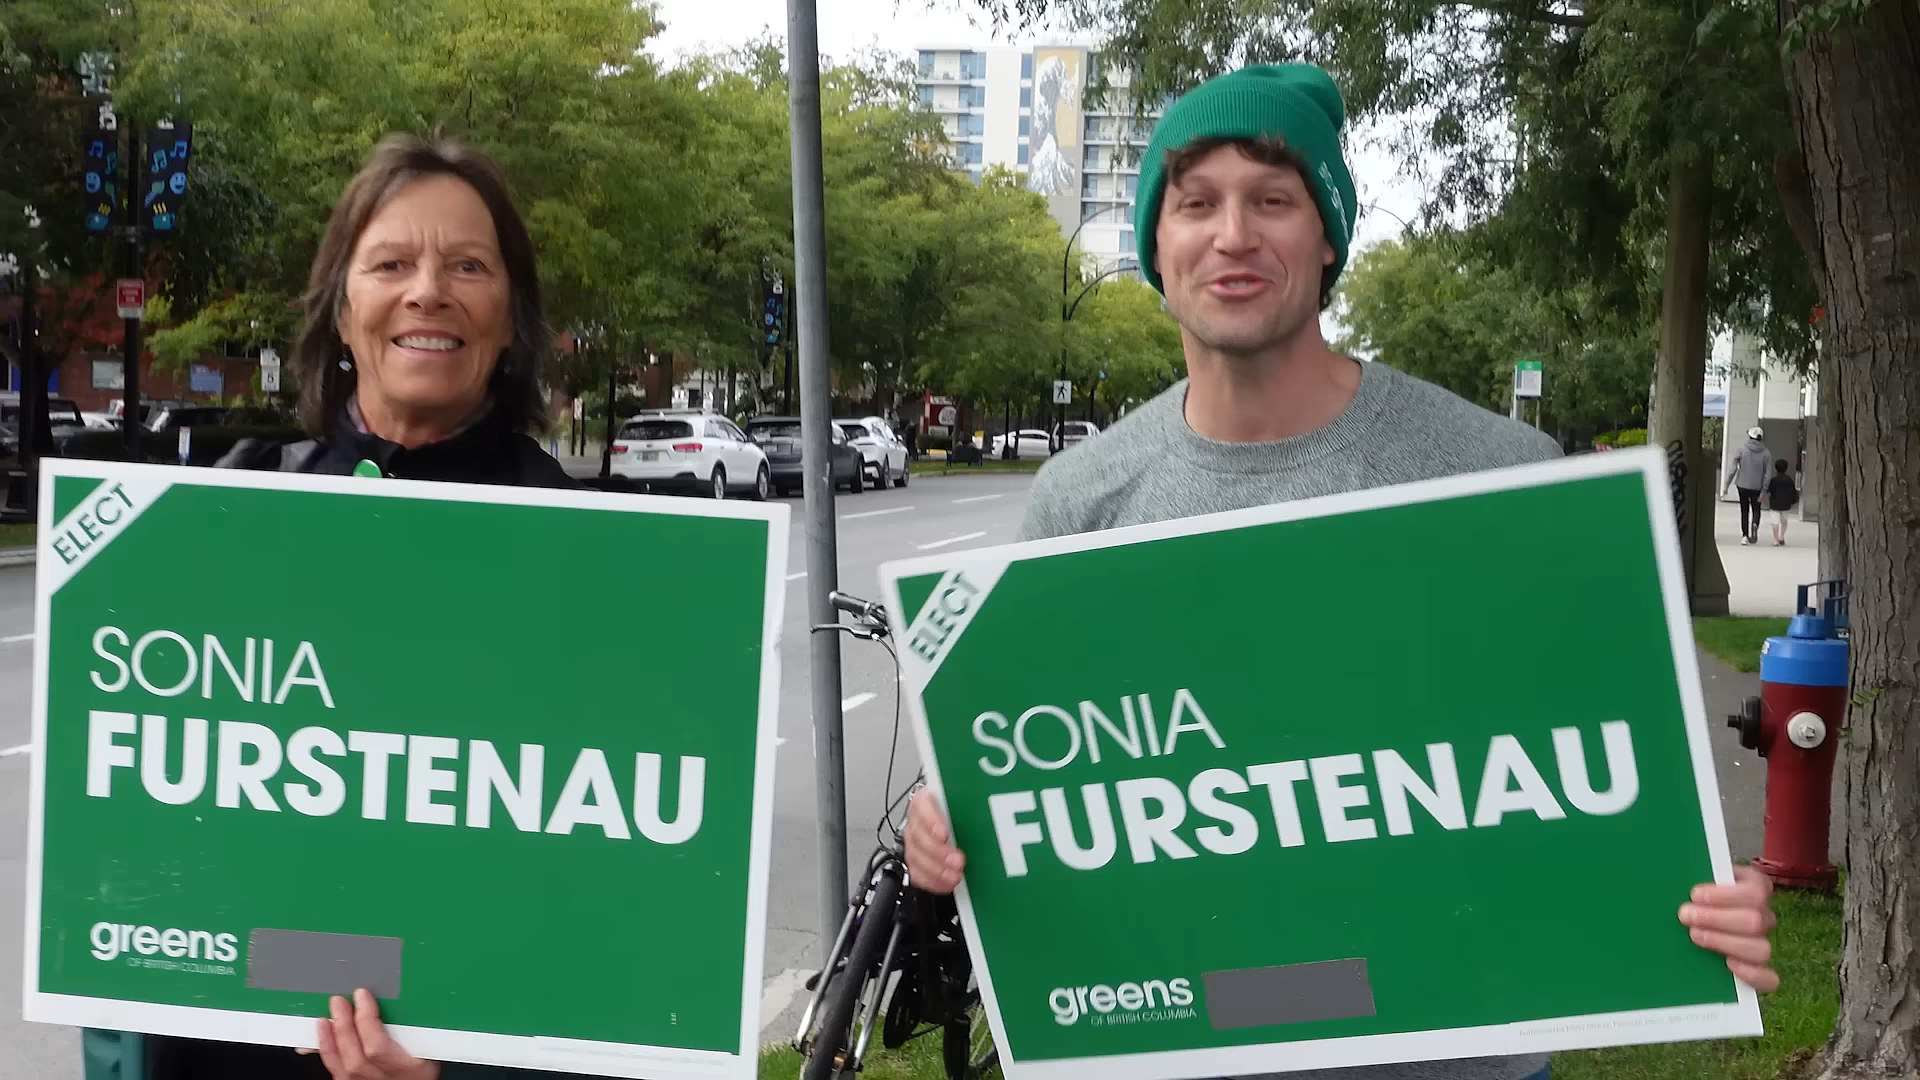 ELECT
SONIA
FURSTENAU
greens
OF BRITISH COLUMBIA
ELECT
SONIA
FURSTENAU
greens
OF BRITISH COLUMBIA